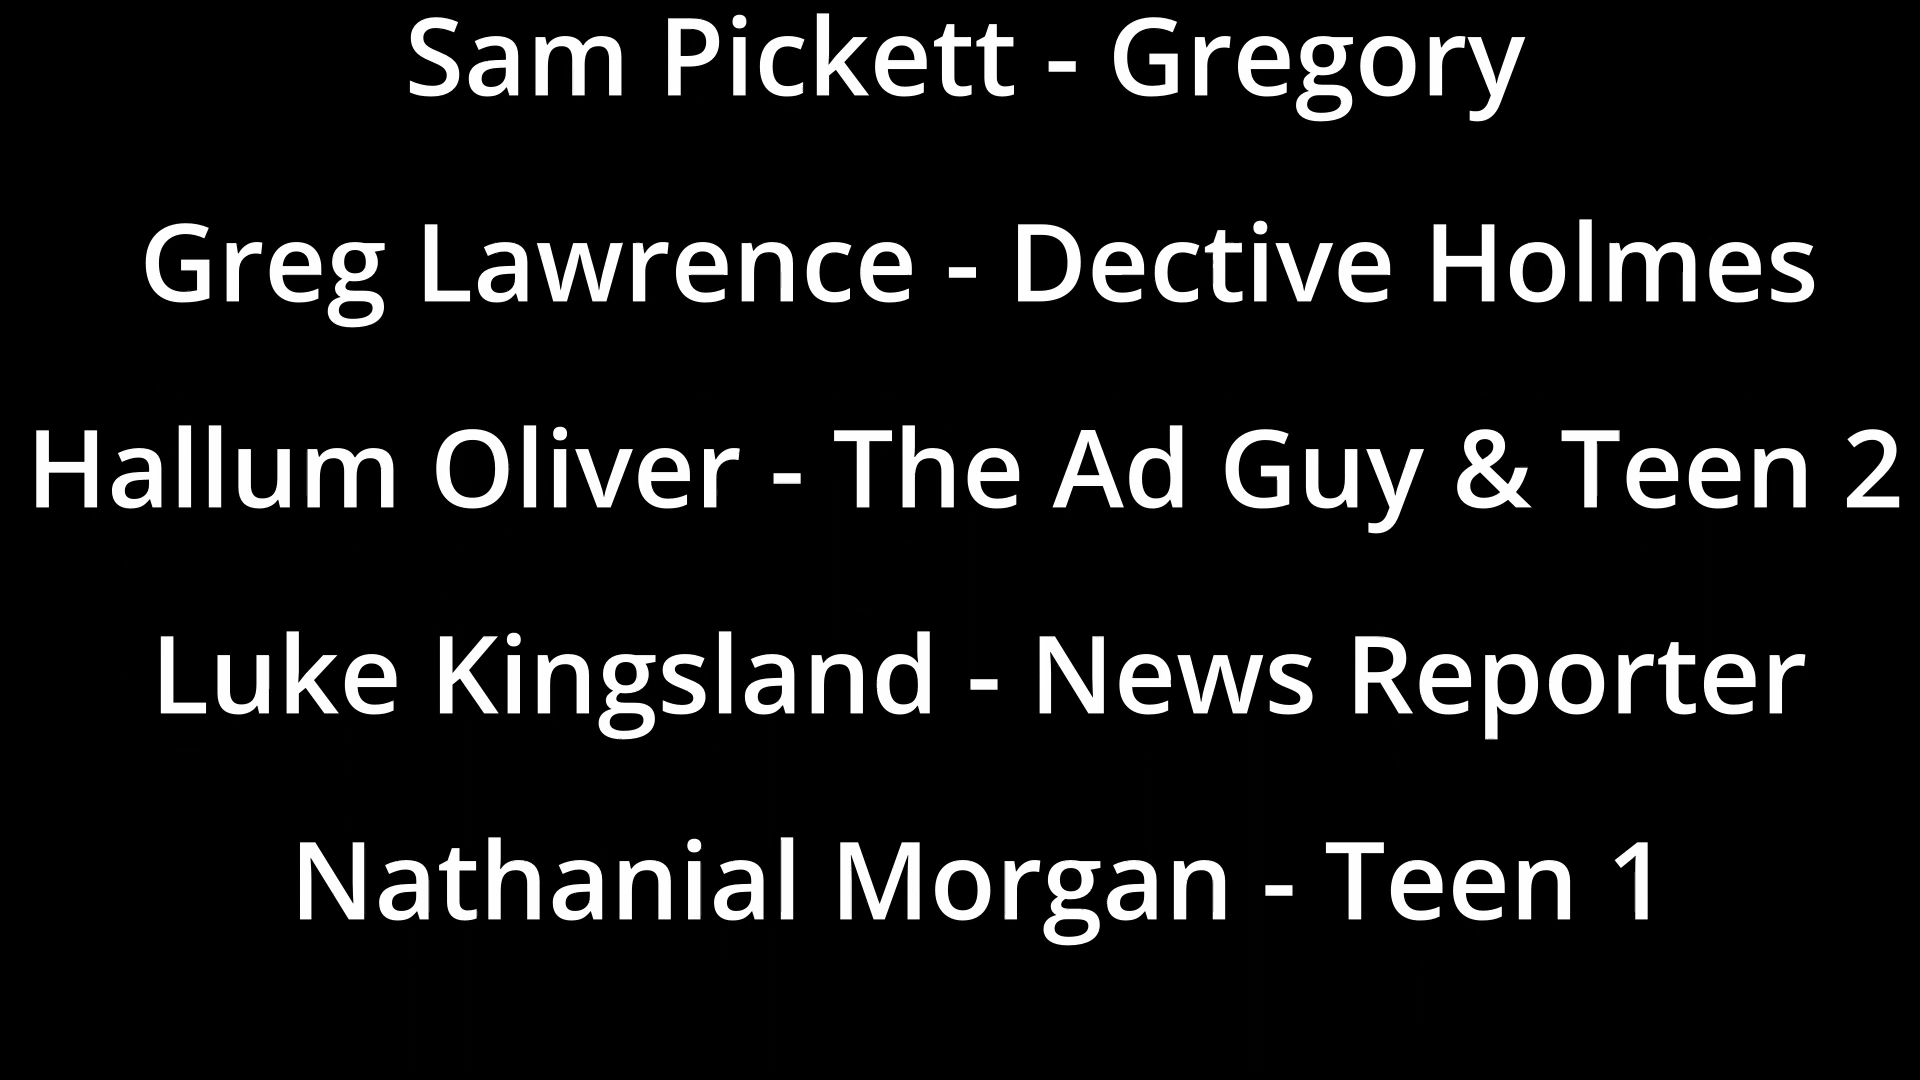 Sam Pickett - Gregory
Greg Lawrence - Dective Holmes
Hallum Oliver - The Ad Guy & Teen 2
Luke Kingsland - News Reporter
Nathanial Morgan - Teen 1